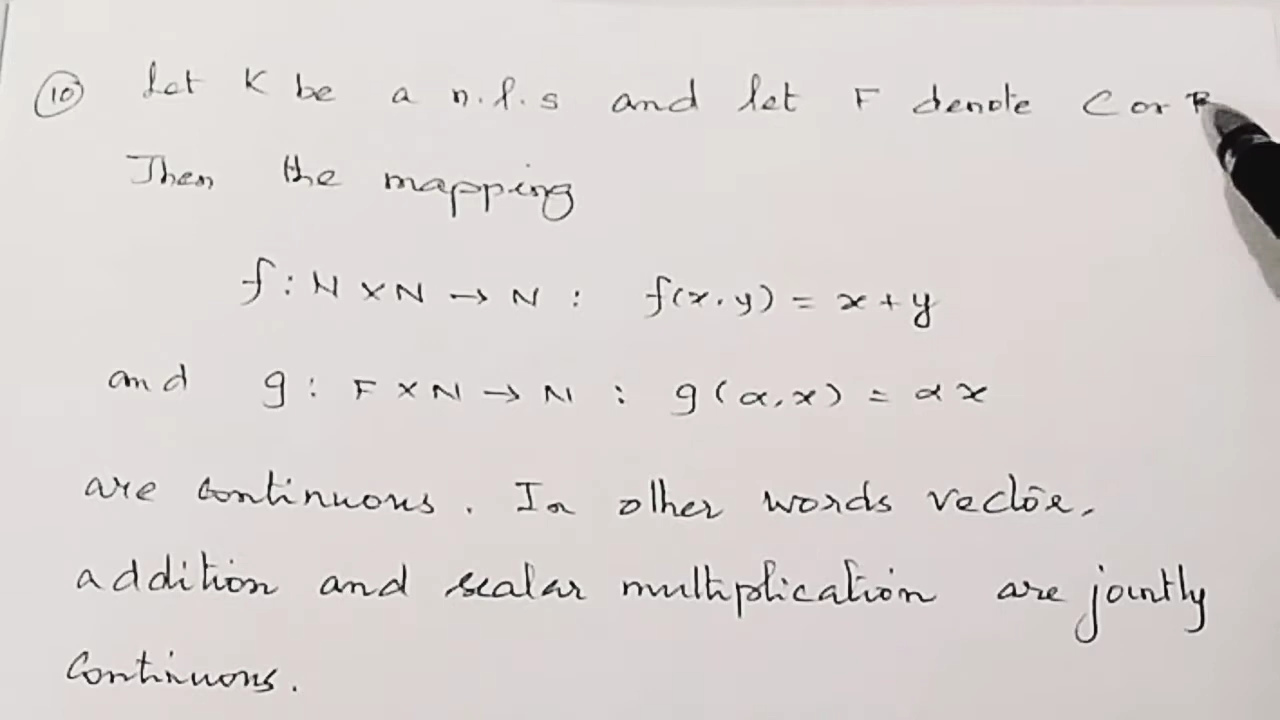 (10) Let K be a n.l.s and let F denote C or R
Then the mapping
f : N × N → N : f(x, y) = x + y
and g : F × N → N : g(α, x) = αx
are continuous. In other words vector,
addition and scalar multiplication are jointly
continuous.